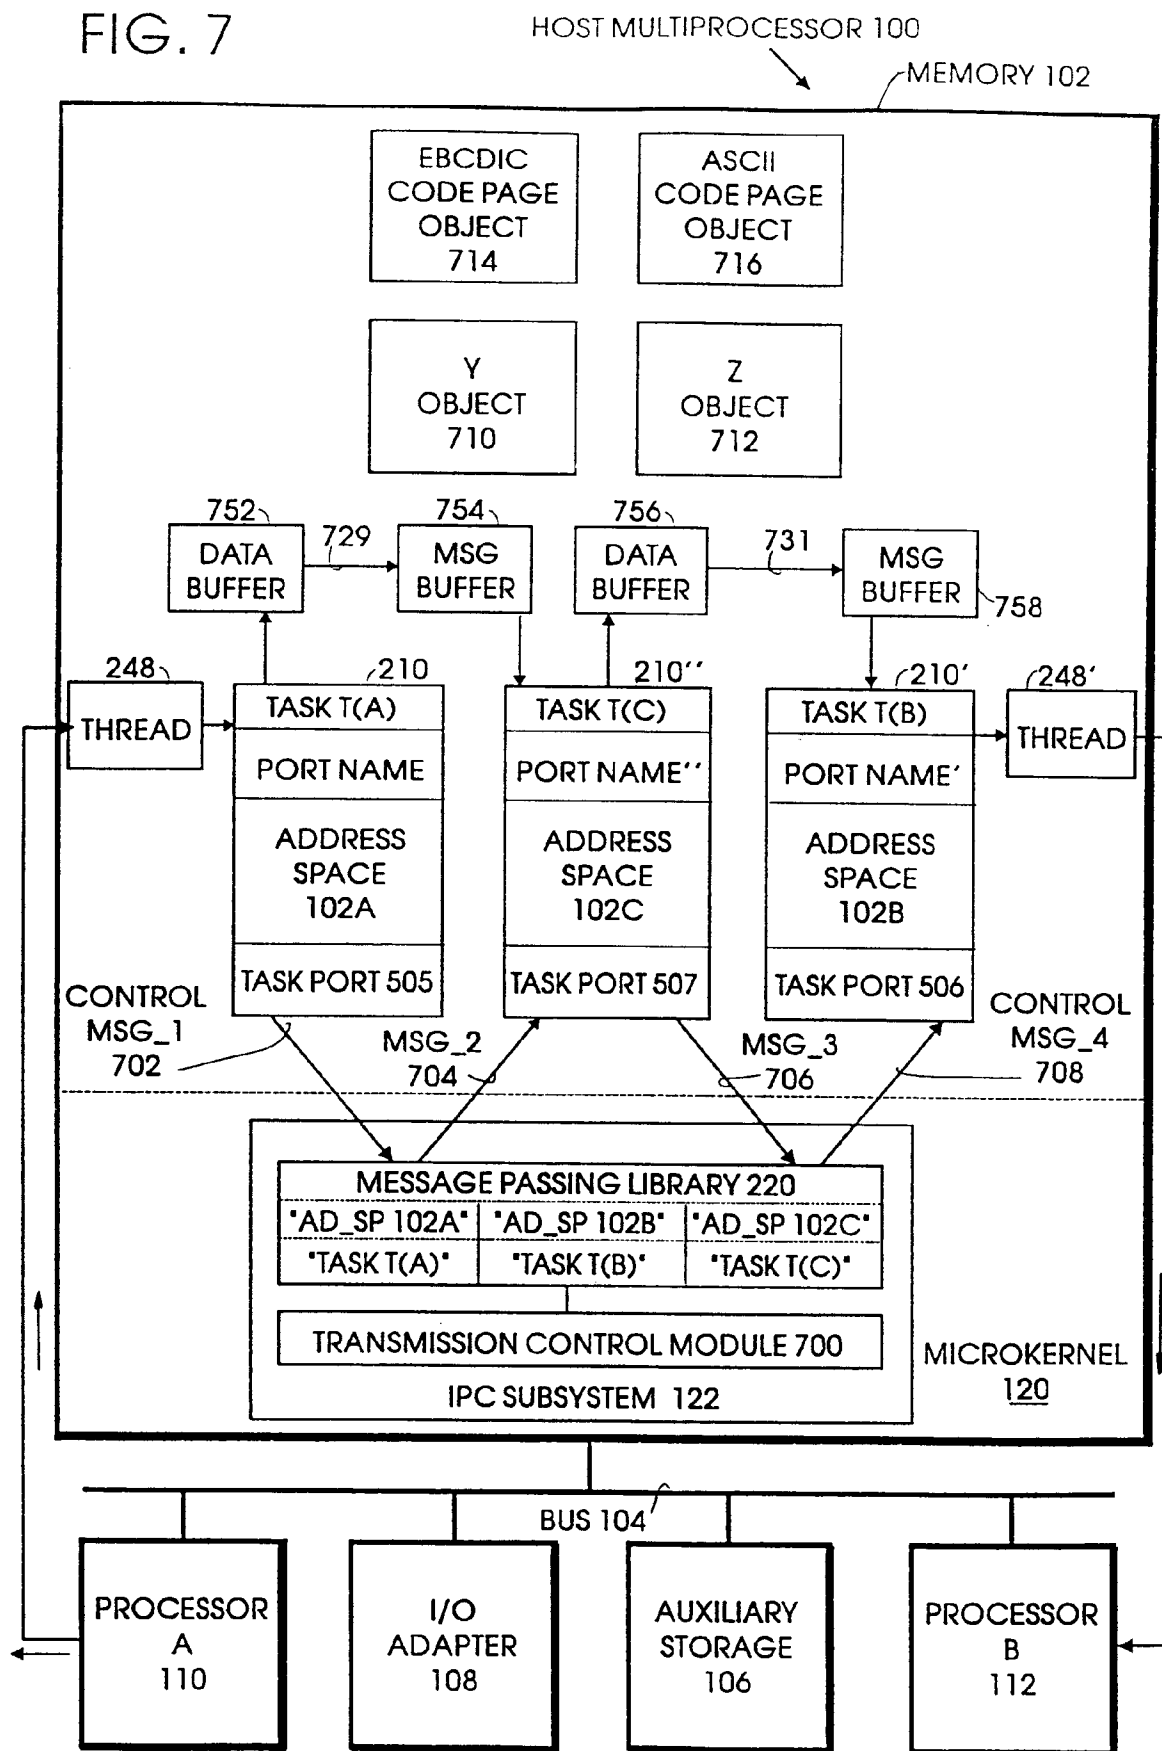 FIG. 7
HOST MULTIPROCESSOR 100
MEMORY 102
EBCDIC
CODE PAGE
OBJECT
714
ASCII
CODE PAGE
OBJECT
716
Y
OBJECT
710
Z
OBJECT
712
752
DATA
BUFFER
729
754
MSG
BUFFER
756
DATA
BUFFER
731
MSG
BUFFER
758
248
THREAD
210
TASK T(A)
PORT NAME
ADDRESS
SPACE
102A
TASK PORT 505
210''
TASK T(C)
PORT NAME''
ADDRESS
SPACE
102C
TASK PORT 507
210'
TASK T(B)
PORT NAME'
ADDRESS
SPACE
102B
TASK PORT 506
248'
THREAD
CONTROL
MSG_1
702
MSG_2
704
MSG_3
706
CONTROL
MSG_4
708
MESSAGE PASSING LIBRARY 220
"AD_SP 102A" "AD_SP 102B" "AD_SP 102C"
"TASK T(A)" "TASK T(B)" "TASK T(C)"
TRANSMISSION CONTROL MODULE 700
IPC SUBSYSTEM 122
MICROKERNEL
120
BUS 104
PROCESSOR
A
110
I/O
ADAPTER
108
AUXILIARY
STORAGE
106
PROCESSOR
B
112